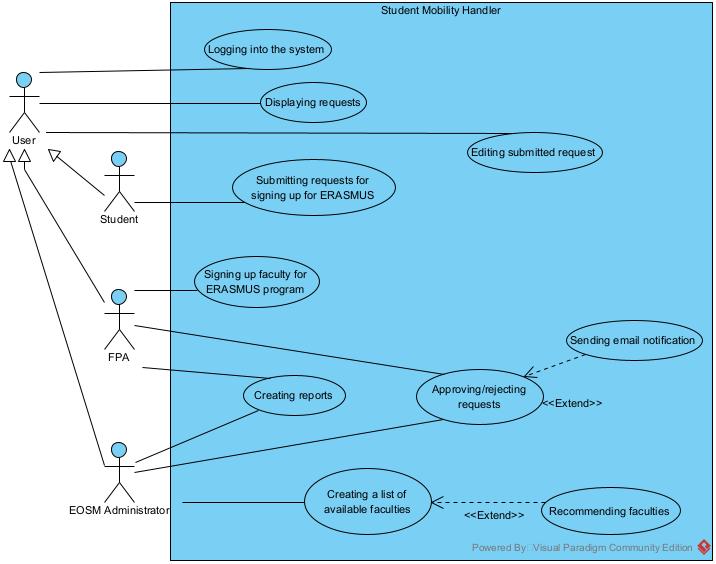 Student Mobility Handler
Logging into the system
Displaying requests
User
Editing submitted request
Submitting requests for
signing up for ERASMUS
Student
Signing up faculty for
ERASMUS program
Sending email notification
FPA
Approving/rejecting
requests
<<Extend>>
Creating reports
EOSM Administrator
Creating a list of
available faculties
<<Extend>>
Recommending faculties
Powered By: Visual Paradigm Community Edition